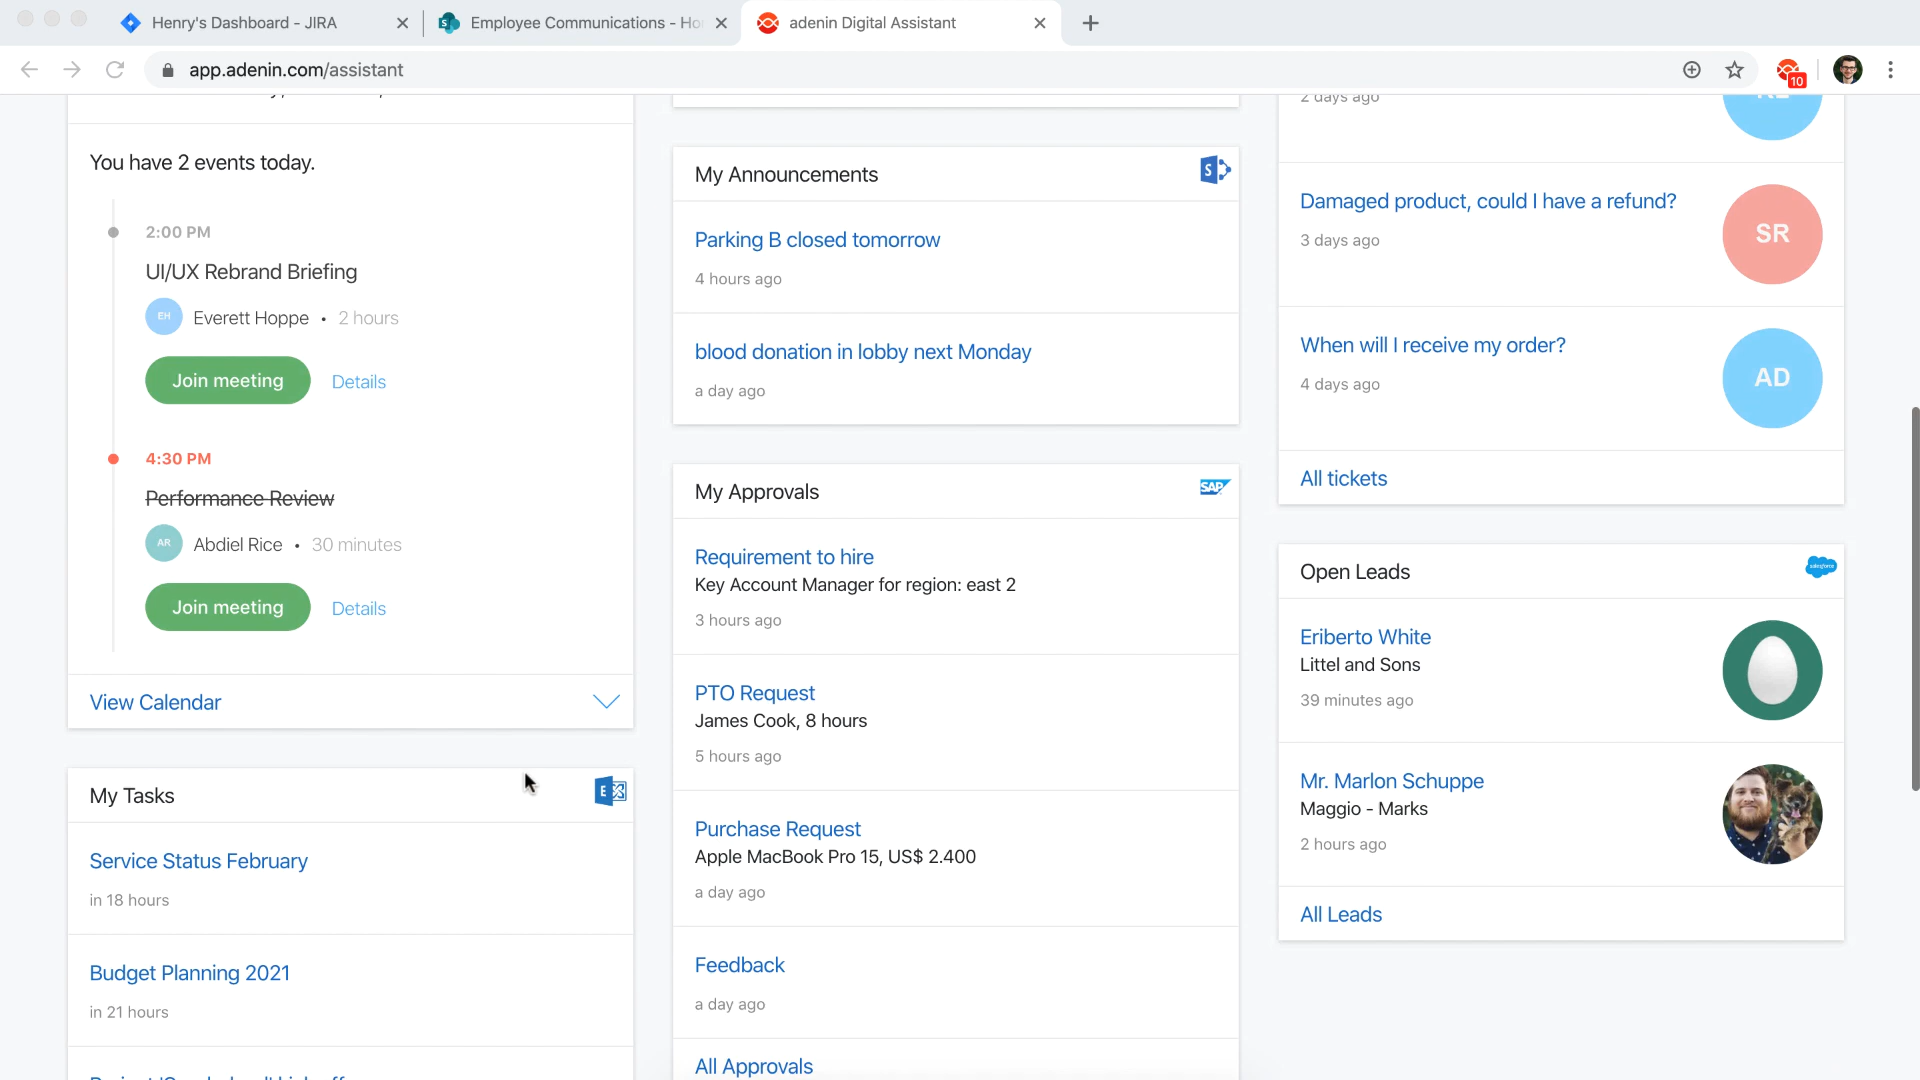 Henry's Dashboard - JIRA
Employee Communications - Ho
adenin Digital Assistant
app.adenin.com/assistant
10
You have 2 events today.
2:00 PM
UI/UX Rebrand Briefing
EH
Everett Hoppe • 2 hours
Join meeting
Details
4:30 PM
Performance Review
AR
Abdiel Rice • 30 minutes
Join meeting
Details
View Calendar
My Tasks
E
Service Status February
in 18 hours
Budget Planning 2021
in 21 hours
My Announcements
S
Parking B closed tomorrow
4 hours ago
blood donation in lobby next Monday
a day ago
My Approvals
SAP
Requirement to hire
Key Account Manager for region: east 2
3 hours ago
PTO Request
James Cook, 8 hours
5 hours ago
Purchase Request
Apple MacBook Pro 15, US$ 2.400
a day ago
Feedback
a day ago
All Approvals
2 days ago
Damaged product, could I have a refund?
3 days ago
SR
When will I receive my order?
4 days ago
AD
All tickets
Open Leads
salesforce
Eriberto White
Littel and Sons
39 minutes ago
Mr. Marlon Schuppe
Maggio - Marks
2 hours ago
All Leads